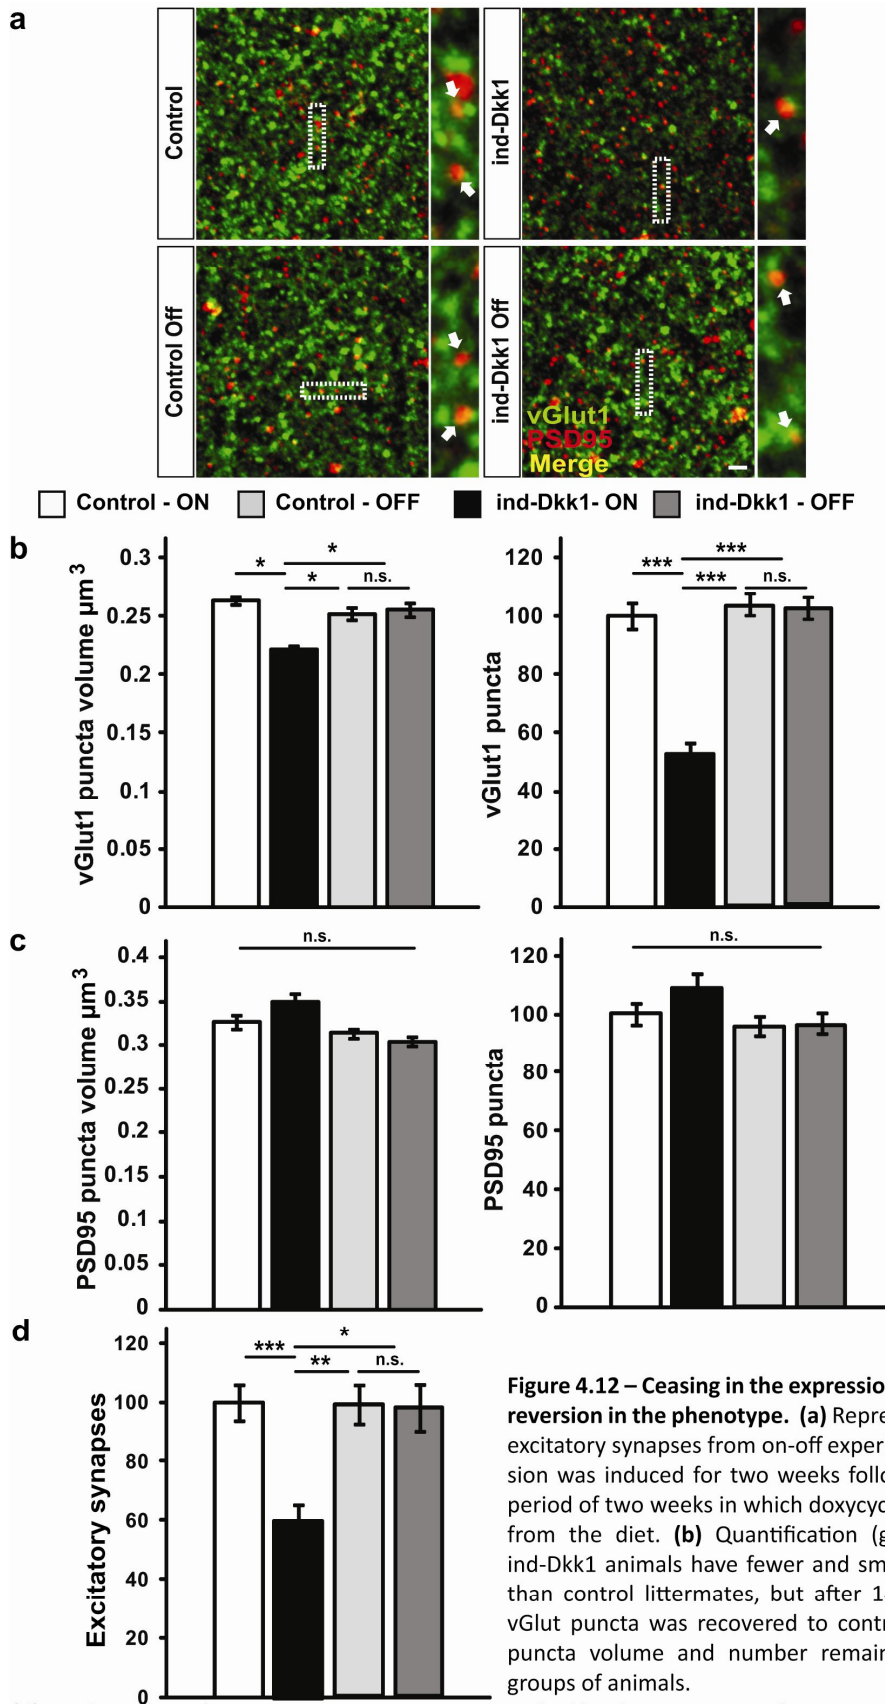 a
Control
ind-Dkk1
Control Off
ind-Dkk1 Off
vGlut1
PSD95
Merge
Control - ON Control - OFF ind-Dkk1- ON ind-Dkk1 - OFF
b
vGlut1 puncta volume µm3
0.3
0.25
0.2
0.15
0.1
0.05
0
*
*
*
n.s.
vGlut1 puncta
120
100
80
60
40
20
0
***
***
***
n.s.
c
PSD95 puncta volume µm3
0.4
0.35
0.3
0.25
0.2
0.15
0.1
0.05
0
n.s.
PSD95 puncta
120
100
80
60
40
20
0
n.s.
d
Excitatory synapses
120
100
80
60
40
20
0
*
***
**
n.s.
Figure 4.12 – Ceasing in the expression
reversion in the phenotype. (a) Repre
excitatory synapses from on-off exper
sion was induced for two weeks follo
period of two weeks in which doxycyc
from the diet. (b) Quantification (g
ind-Dkk1 animals have fewer and sm
than control littermates, but after 1
vGlut puncta was recovered to contr
puncta volume and number remain
groups of animals.